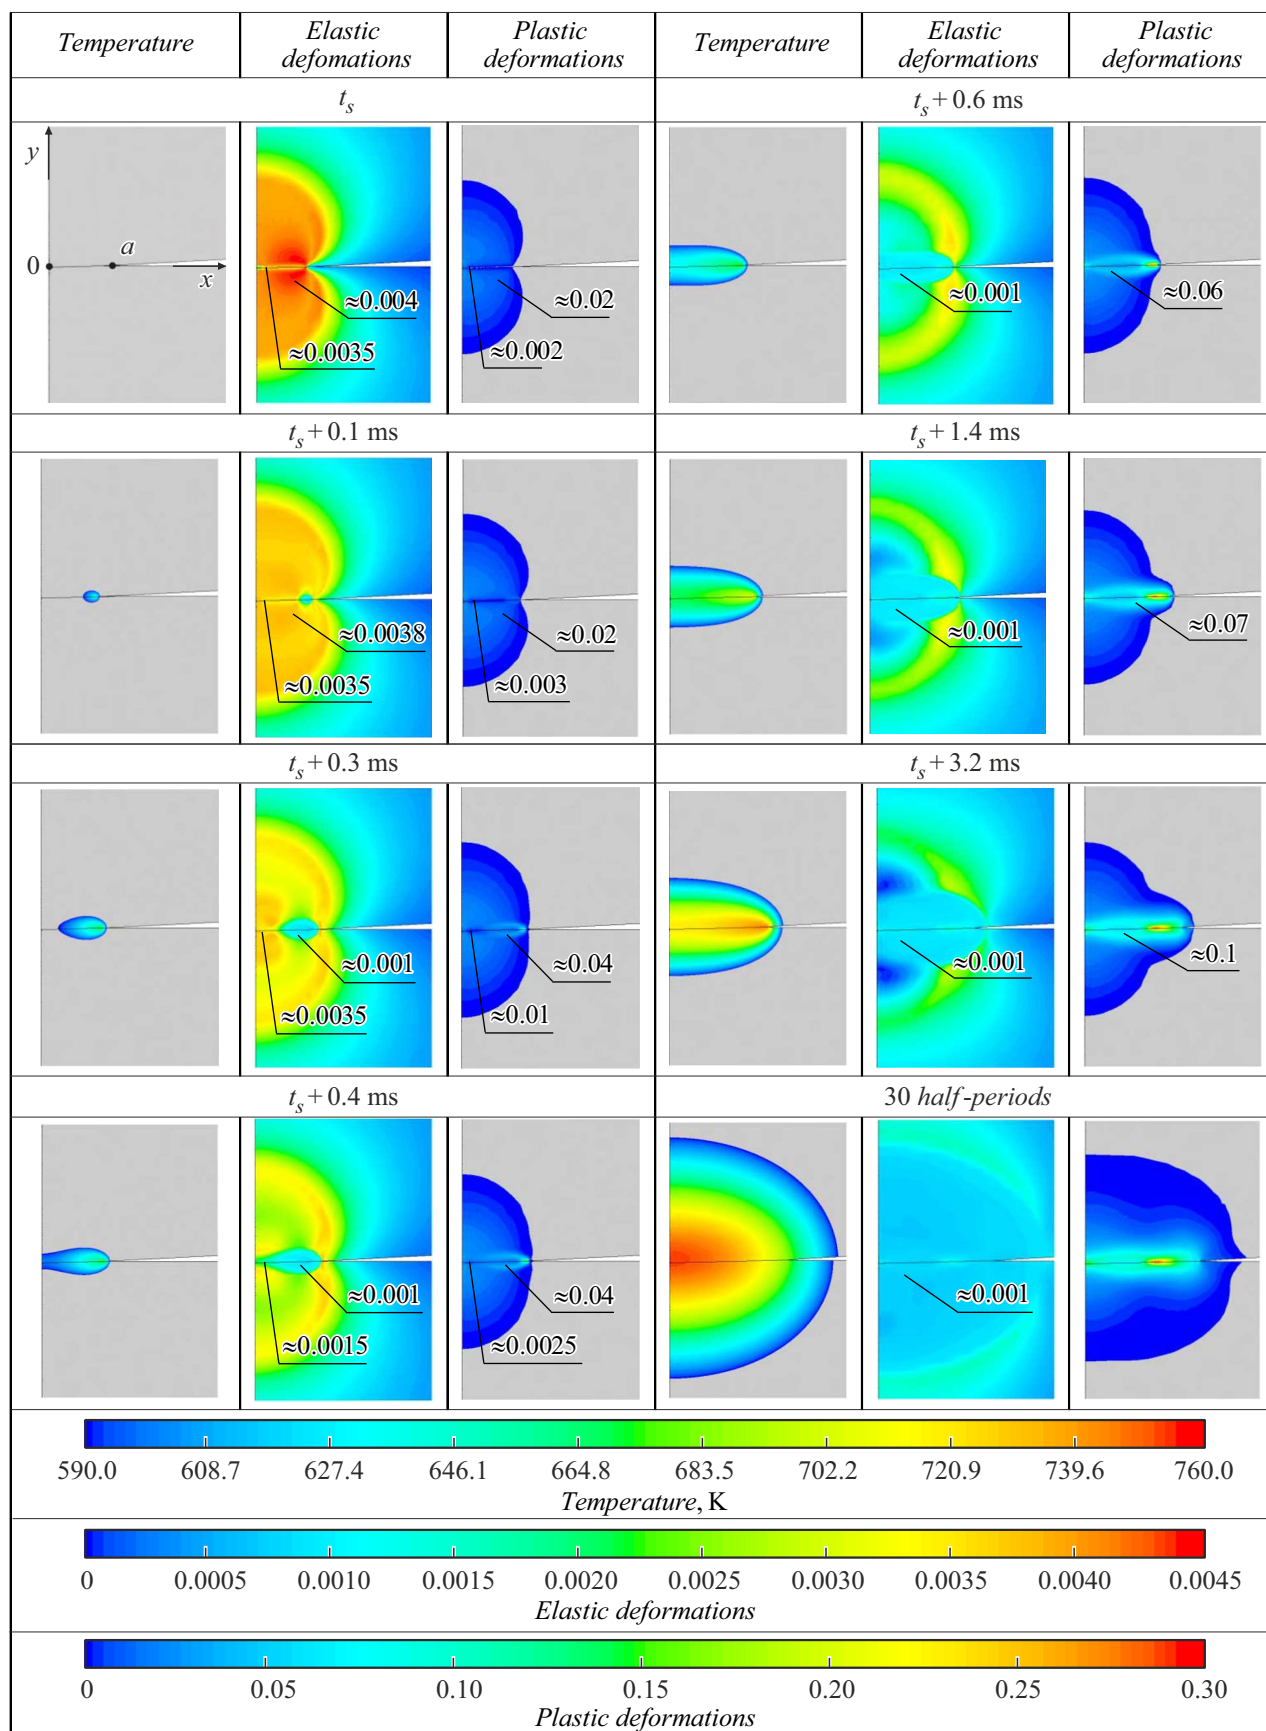 Temperature
Elastic
defomations
Plastic
deformations
Temperature
Elastic
deformations
Plastic
deformations
t_s
t_s + 0.6 ms
y
0
a
x
≈0.004
≈0.0035
≈0.02
≈0.002
≈0.001
≈0.06
t_s + 0.1 ms
t_s + 1.4 ms
≈0.0038
≈0.0035
≈0.02
≈0.003
≈0.001
≈0.07
t_s + 0.3 ms
t_s + 3.2 ms
≈0.001
≈0.0035
≈0.04
≈0.01
≈0.001
≈0.1
t_s + 0.4 ms
30 half-periods
≈0.001
≈0.0015
≈0.04
≈0.0025
≈0.001
590.0 608.7 627.4 646.1 664.8 683.5 702.2 720.9 739.6 760.0
Temperature, K
0 0.0005 0.0010 0.0015 0.0020 0.0025 0.0030 0.0035 0.0040 0.0045
Elastic deformations
0 0.05 0.10 0.15 0.20 0.25 0.30
Plastic deformations